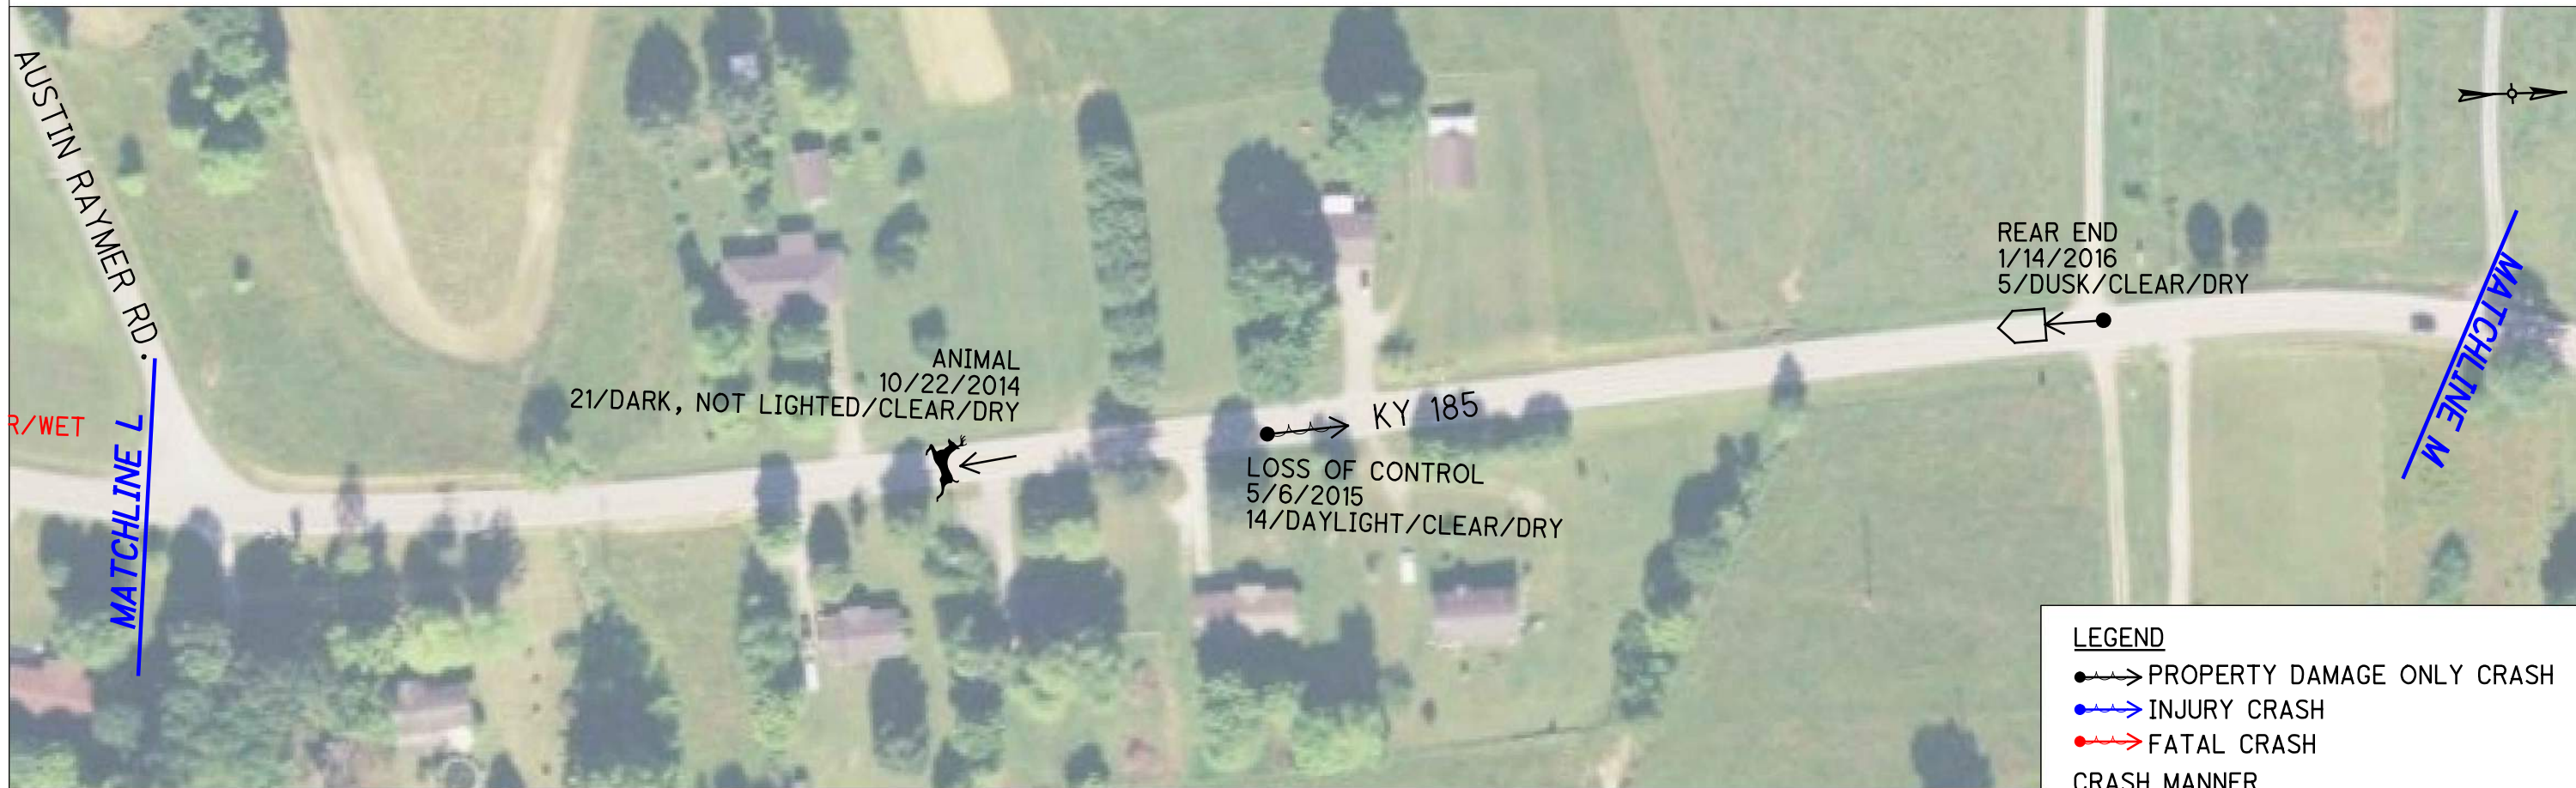 AUSTIN RAYMER RD.
R/WET
MATCHLINE L
ANIMAL
10/22/2014
21/DARK, NOT LIGHTED/CLEAR/DRY
KY 185
LOSS OF CONTROL
5/6/2015
14/DAYLIGHT/CLEAR/DRY
REAR END
1/14/2016
5/DUSK/CLEAR/DRY
MATCHLINE M
LEGEND
PROPERTY DAMAGE ONLY CRASH
INJURY CRASH
FATAL CRASH
CRASH MANNER